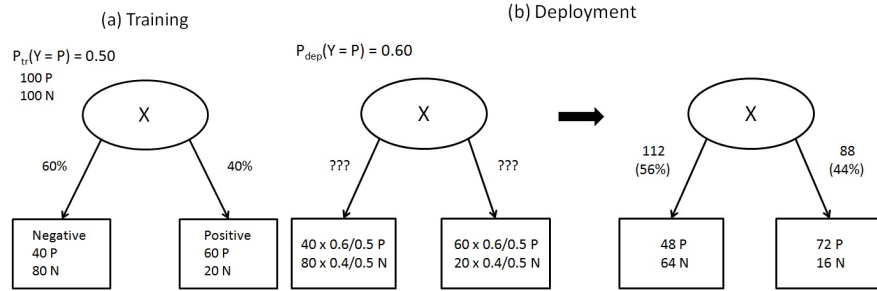 (a) Training
(b) Deployment
Ptr(Y = P) = 0.50
100 P
100 N
X
60%
40%
Negative
40 P
80 N
Positive
60 P
20 N
Pdep(Y = P) = 0.60
X
???
???
40 x 0.6/0.5 P
80 x 0.4/0.5 N
60 x 0.6/0.5 P
20 x 0.4/0.5 N
X
112
(56%)
88
(44%)
48 P
64 N
72 P
16 N